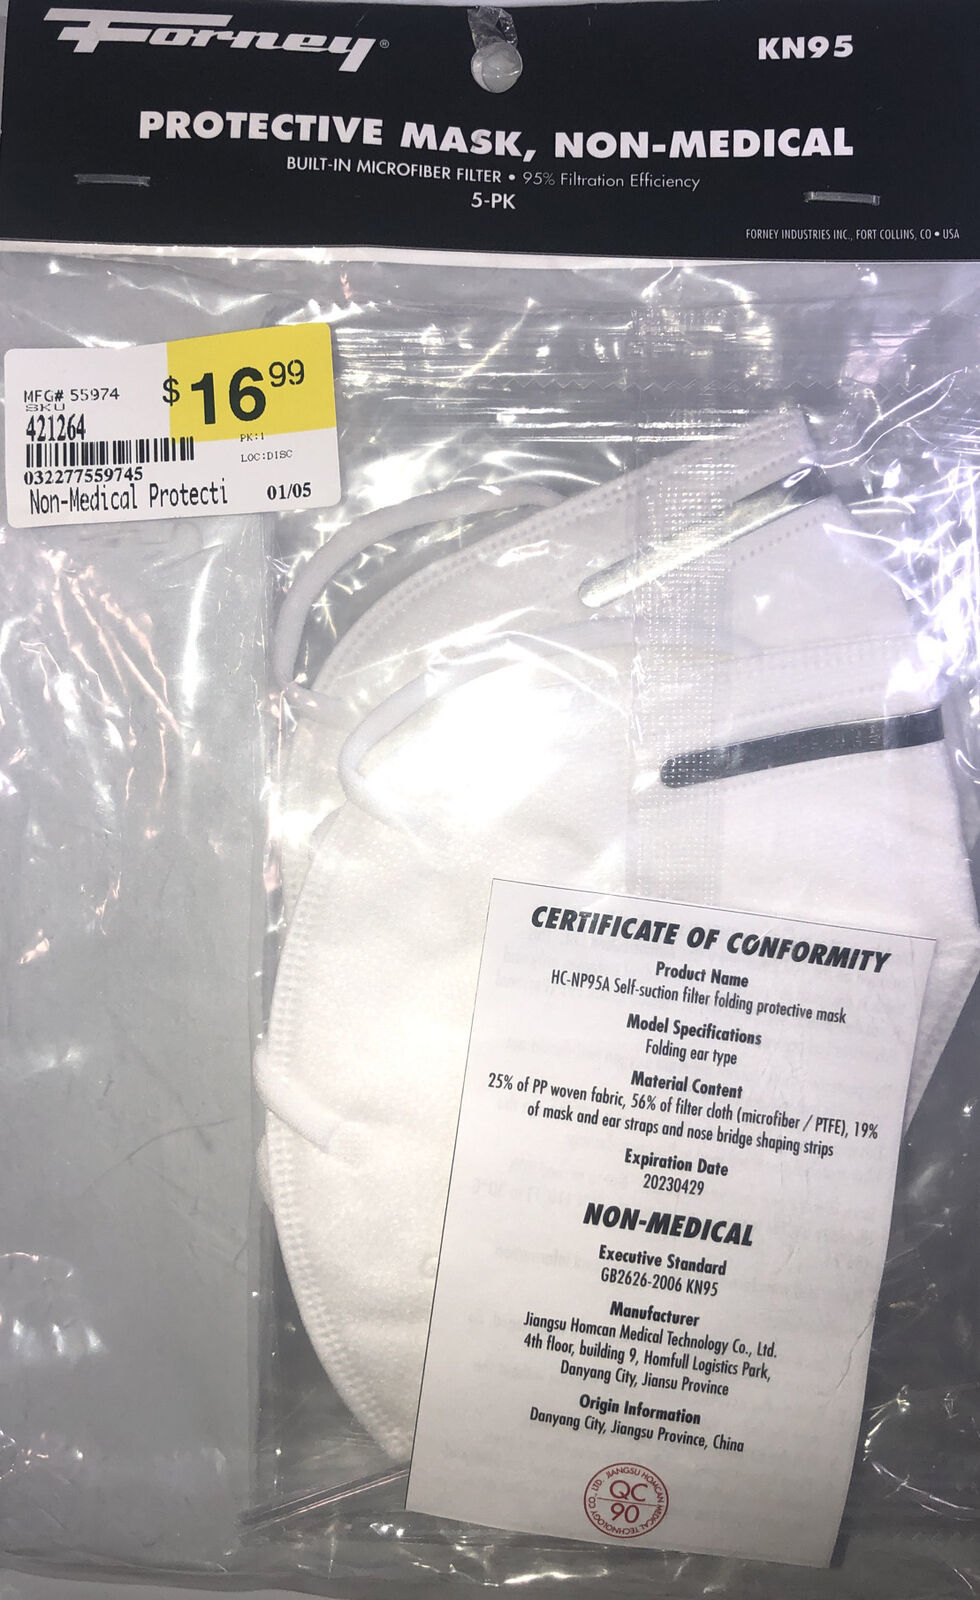 Forney®
KN95
PROTECTIVE MASK, NON-MEDICAL
BUILT-IN MICROFIBER FILTER • 95% Filtration Efficiency
5-PK
FORNEY INDUSTRIES INC., FORT COLLINS, CO • USA
MFG# 55974
$16.99
SKU
421264
PK:1
LOC:DISC
032277559745
Non-Medical Protecti 01/05
CERTIFICATE OF CONFORMITY
Product Name
HC-NP95A Self-suction filter folding protective mask
Model Specifications
Folding ear type
Material Content
25% of PP woven fabric, 56% of filter cloth (microfiber / PTFE), 19%
of mask and ear straps and nose bridge shaping strips
Expiration Date
20230429
NON-MEDICAL
Executive Standard
GB2626-2006 KN95
Manufacturer
Jiangsu Homcan Medical Technology Co., Ltd.
4th floor, building 9, Homfull Logistics Park,
Danyang City, Jiansu Province
Origin Information
Danyang City, Jiangsu Province, China
JIANGSU HOMCAN MEDICAL TECHNOLOGY CO., LTD.
QC
90